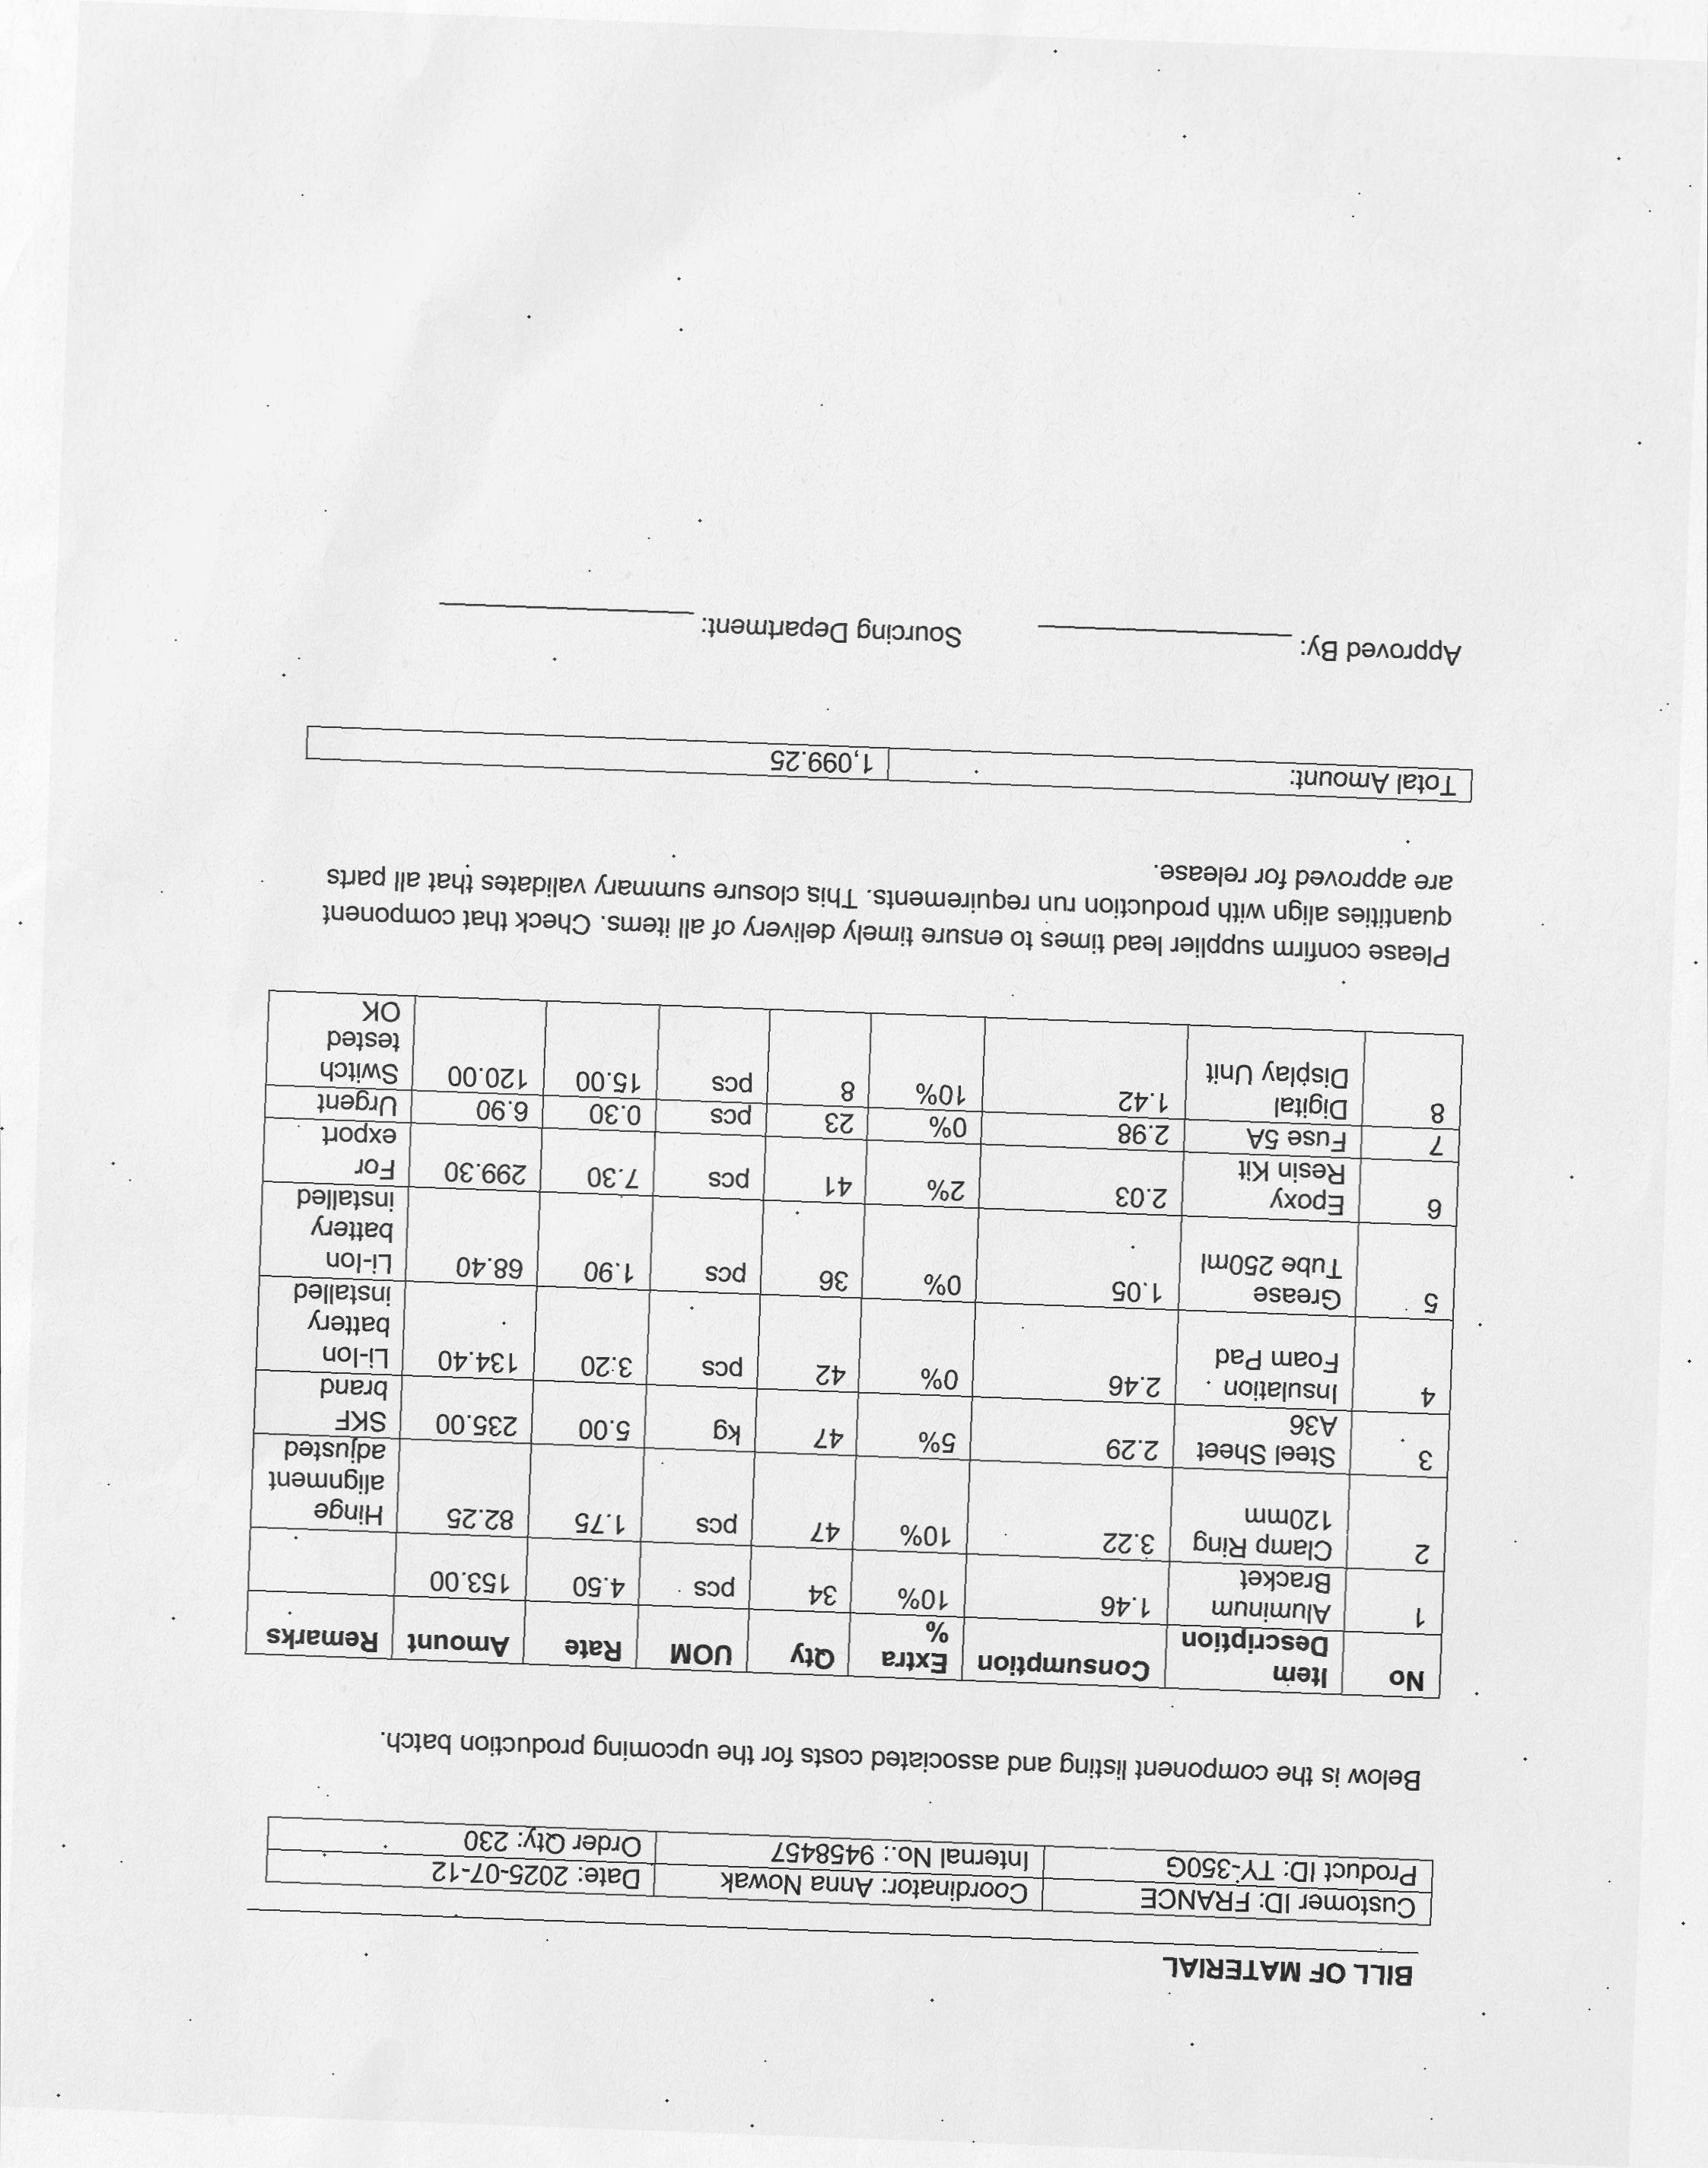 BILL OF MATERIAL
Customer ID: FRANCE Coordinator: Anna Nowak Date: 2025-07-12
Product ID: TY-350G Internal No.: 9458457 Order Qty: 230
Below is the component listing and associated costs for the upcoming production batch.
No Item Description Consumption Extra % Qty UOM Rate Amount Remarks
1 Aluminum Bracket 1.46 10% 34 pcs 4.50 153.00
2 Clamp Ring 120mm 3.22 10% 47 pcs 1.75 82.25 Hinge alignment adjusted
3 Steel Sheet A36 2.29 5% 47 kg 5.00 235.00 SKF brand
4 Insulation Foam Pad 2.46 0% 42 pcs 3.20 134.40 Li-Ion battery installed
5 Grease Tube 250ml 1.05 0% 36 pcs 1.90 68.40 Li-Ion battery installed
6 Epoxy Resin Kit 2.03 2% 41 pcs 7.30 299.30 For export
7 Fuse 5A 2.98 0% 23 pcs 0.30 6.90 Urgent
8 Digital Display Unit 1.42 10% 8 pcs 15.00 120.00 Switch tested OK
Please confirm supplier lead times to ensure timely delivery of all items. Check that component
quantities align with production run requirements. This closure summary validates that all parts
are approved for release.
Total Amount: 1,099.25
Approved By: Sourcing Department: